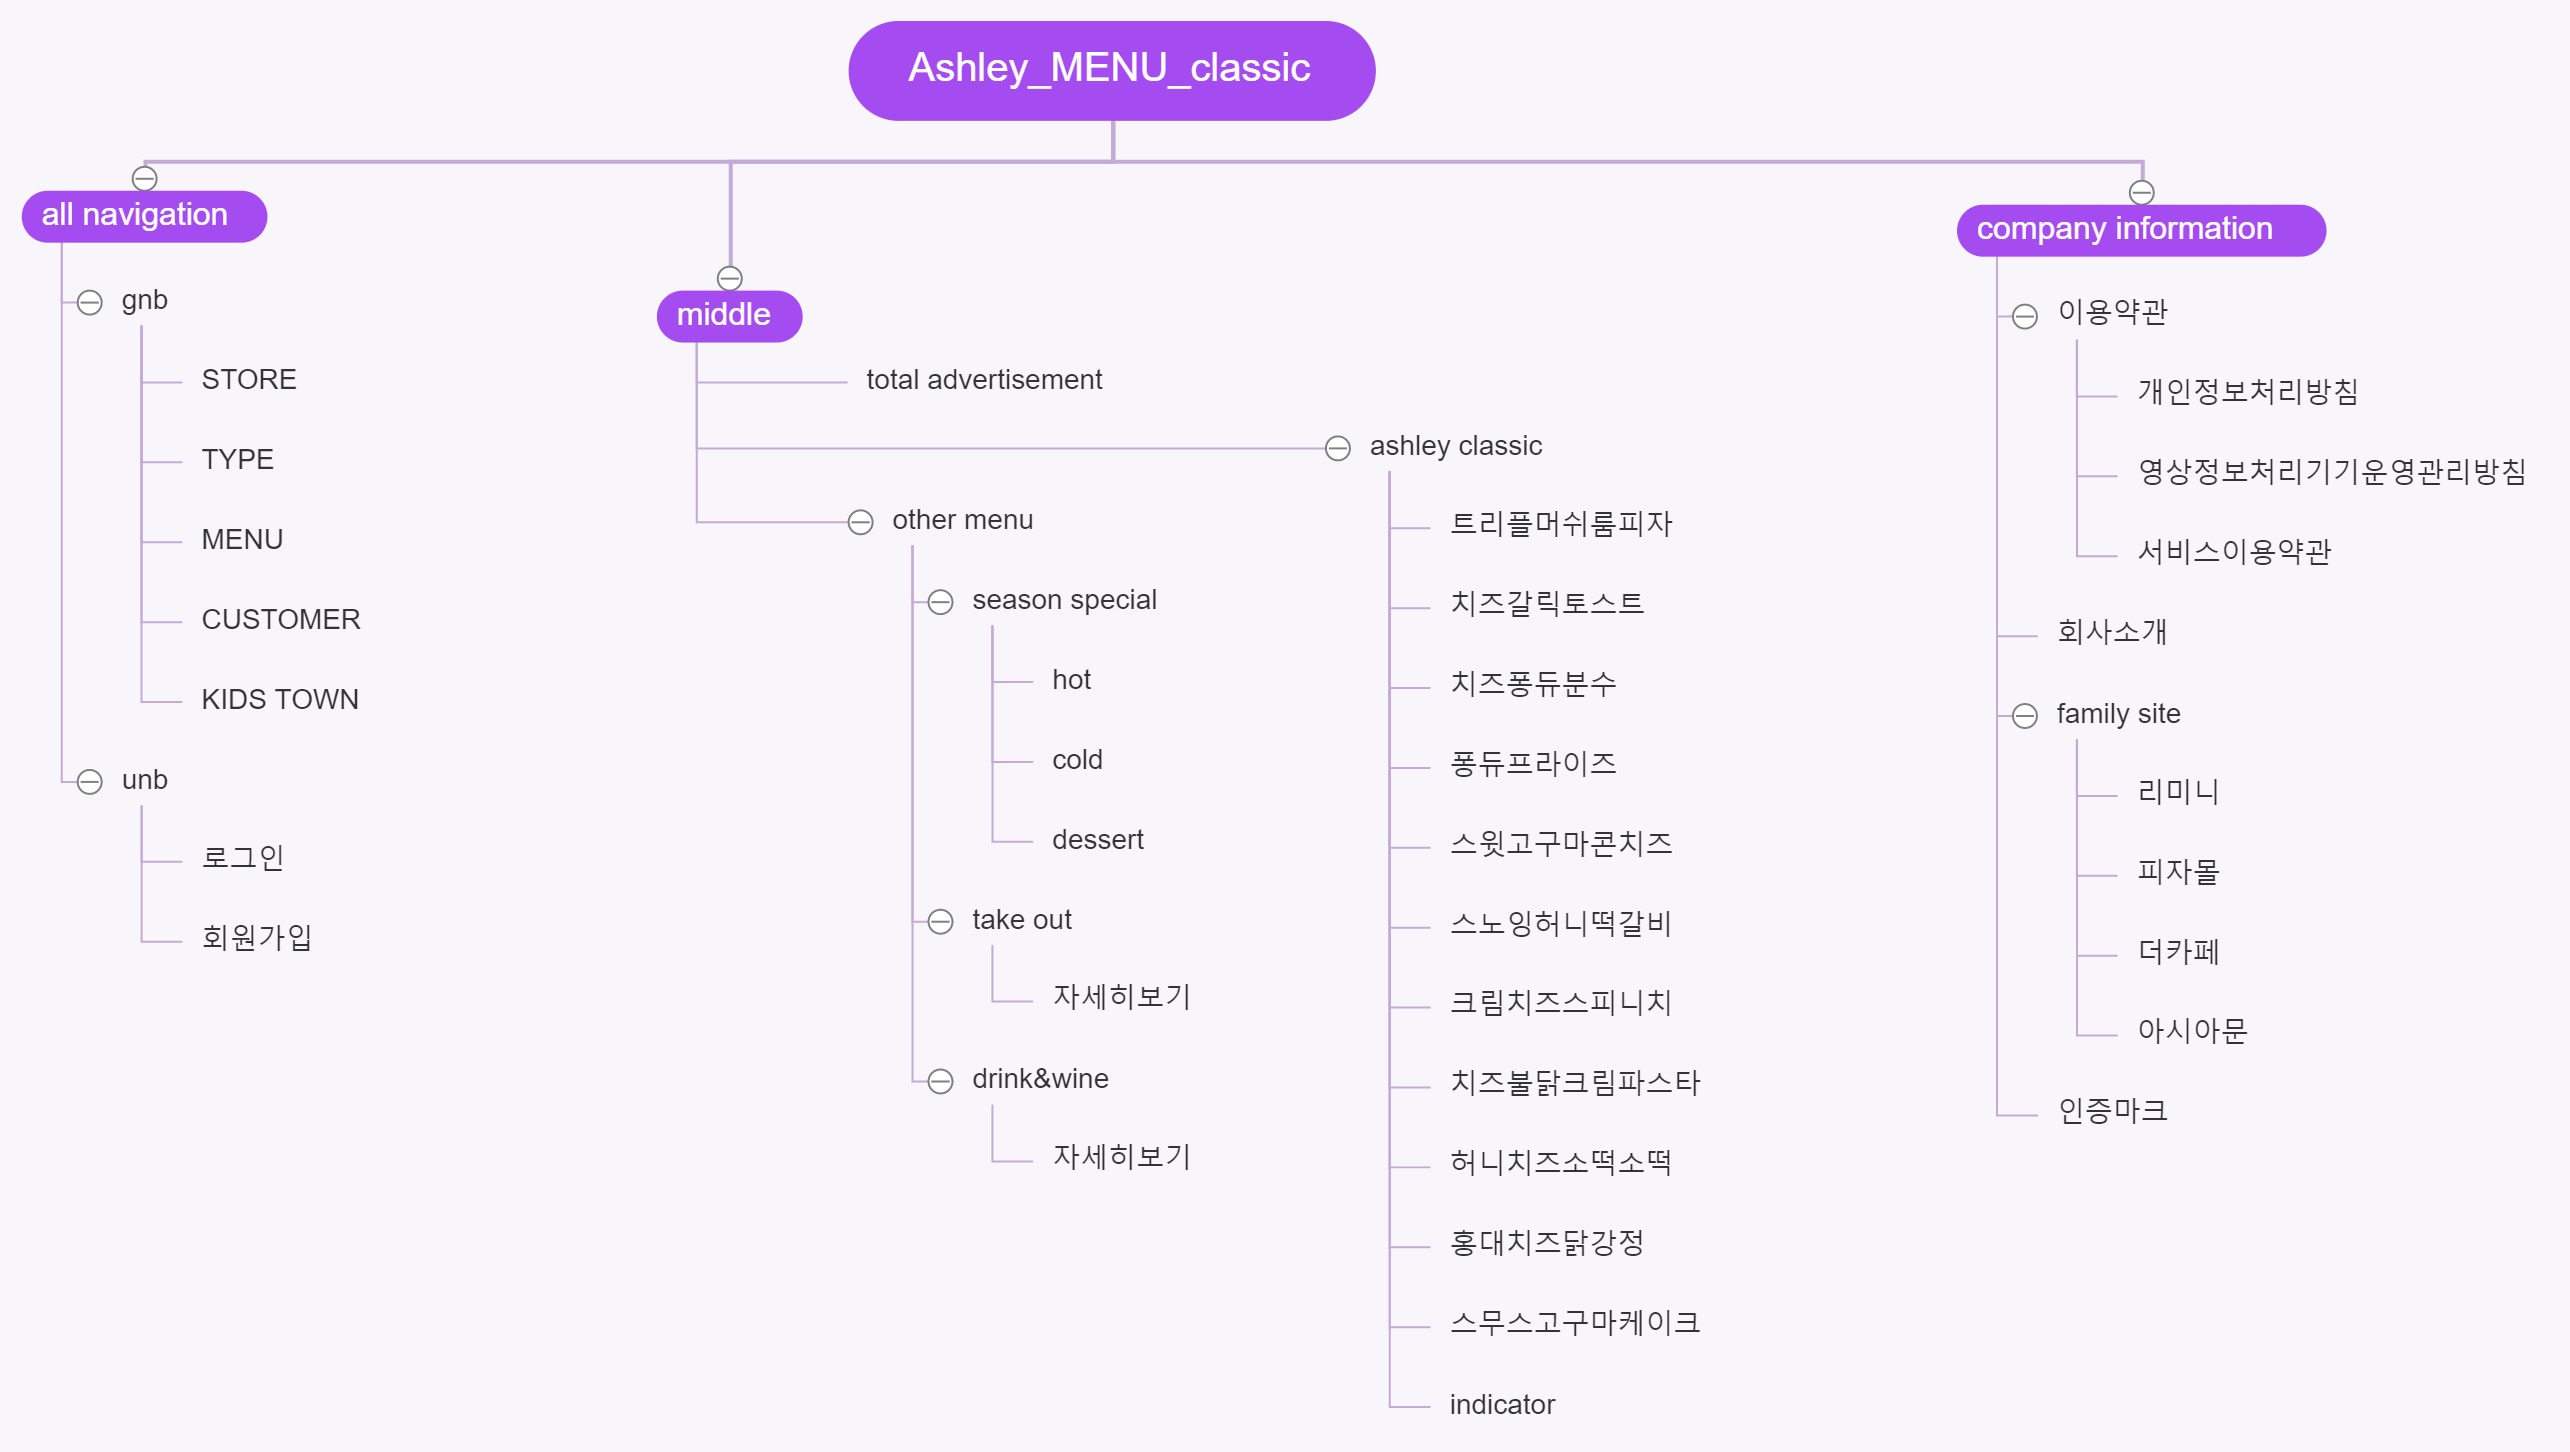 Ashley_MENU_classic
all navigation
gnb
STORE
TYPE
MENU
CUSTOMER
KIDS TOWN
unb
로그인
회원가입
middle
total advertisement
ashley classic
트리플머쉬룸피자
치즈갈릭토스트
치즈퐁듀분수
퐁듀프라이즈
스윗고구마콘치즈
스노잉허니떡갈비
크림치즈스피니치
치즈불닭크림파스타
허니치즈소떡소떡
홍대치즈닭강정
스무스고구마케이크
indicator
other menu
season special
hot
cold
dessert
take out
자세히보기
drink&wine
자세히보기
company information
이용약관
개인정보처리방침
영상정보처리기기운영관리방침
서비스이용약관
회사소개
family site
리미니
피자몰
더카페
아시아문
인증마크